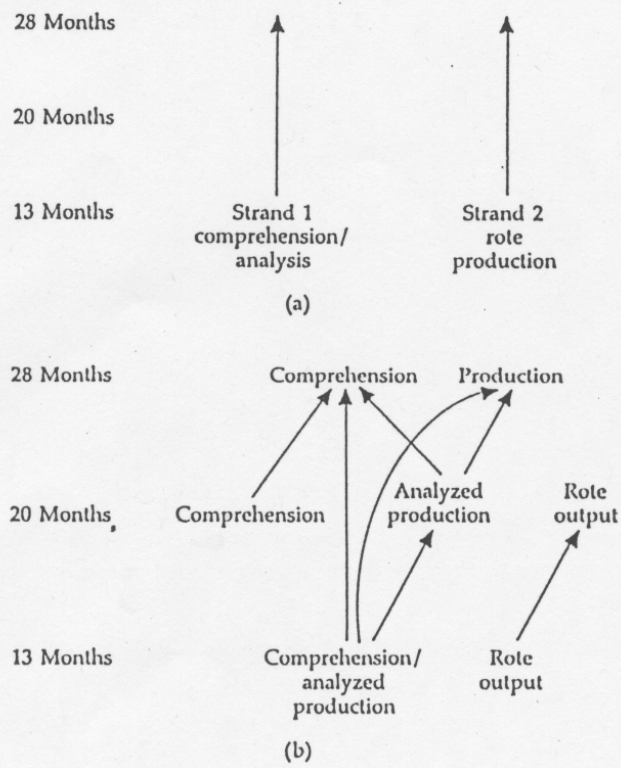 28 Months
20 Months
13 Months
Strand 1
comprehension/
analysis
Strand 2
rote
production
(a)
28 Months
Comprehension
Production
20 Months
Comprehension
Analyzed
production
Rote
output
13 Months
Comprehension/
analyzed
production
Rote
output
(b)